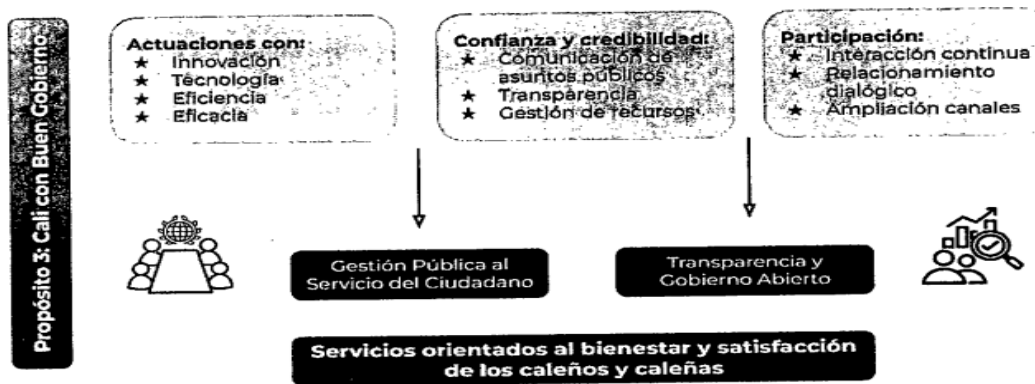 Propósito 3: Cali con Buen Gobierno.
Actuaciones con:
★ Innovación
★ Técnología
★ Eficiencia
★ Eficacia
Confianza y credibilidad:
★ Comunicación de
asuntos públicos
★ Transparencia
★ Gestión de recursos
Participación:
★ Interacción continua
★ Relacionamiento
dialógico
★ Ampliación canales
Gestión Pública al
Servicio del Ciudadano
Transparencia y
Gobierno Abierto
Servicios orientados al bienestar y satisfacción
de los caleños y caleñas